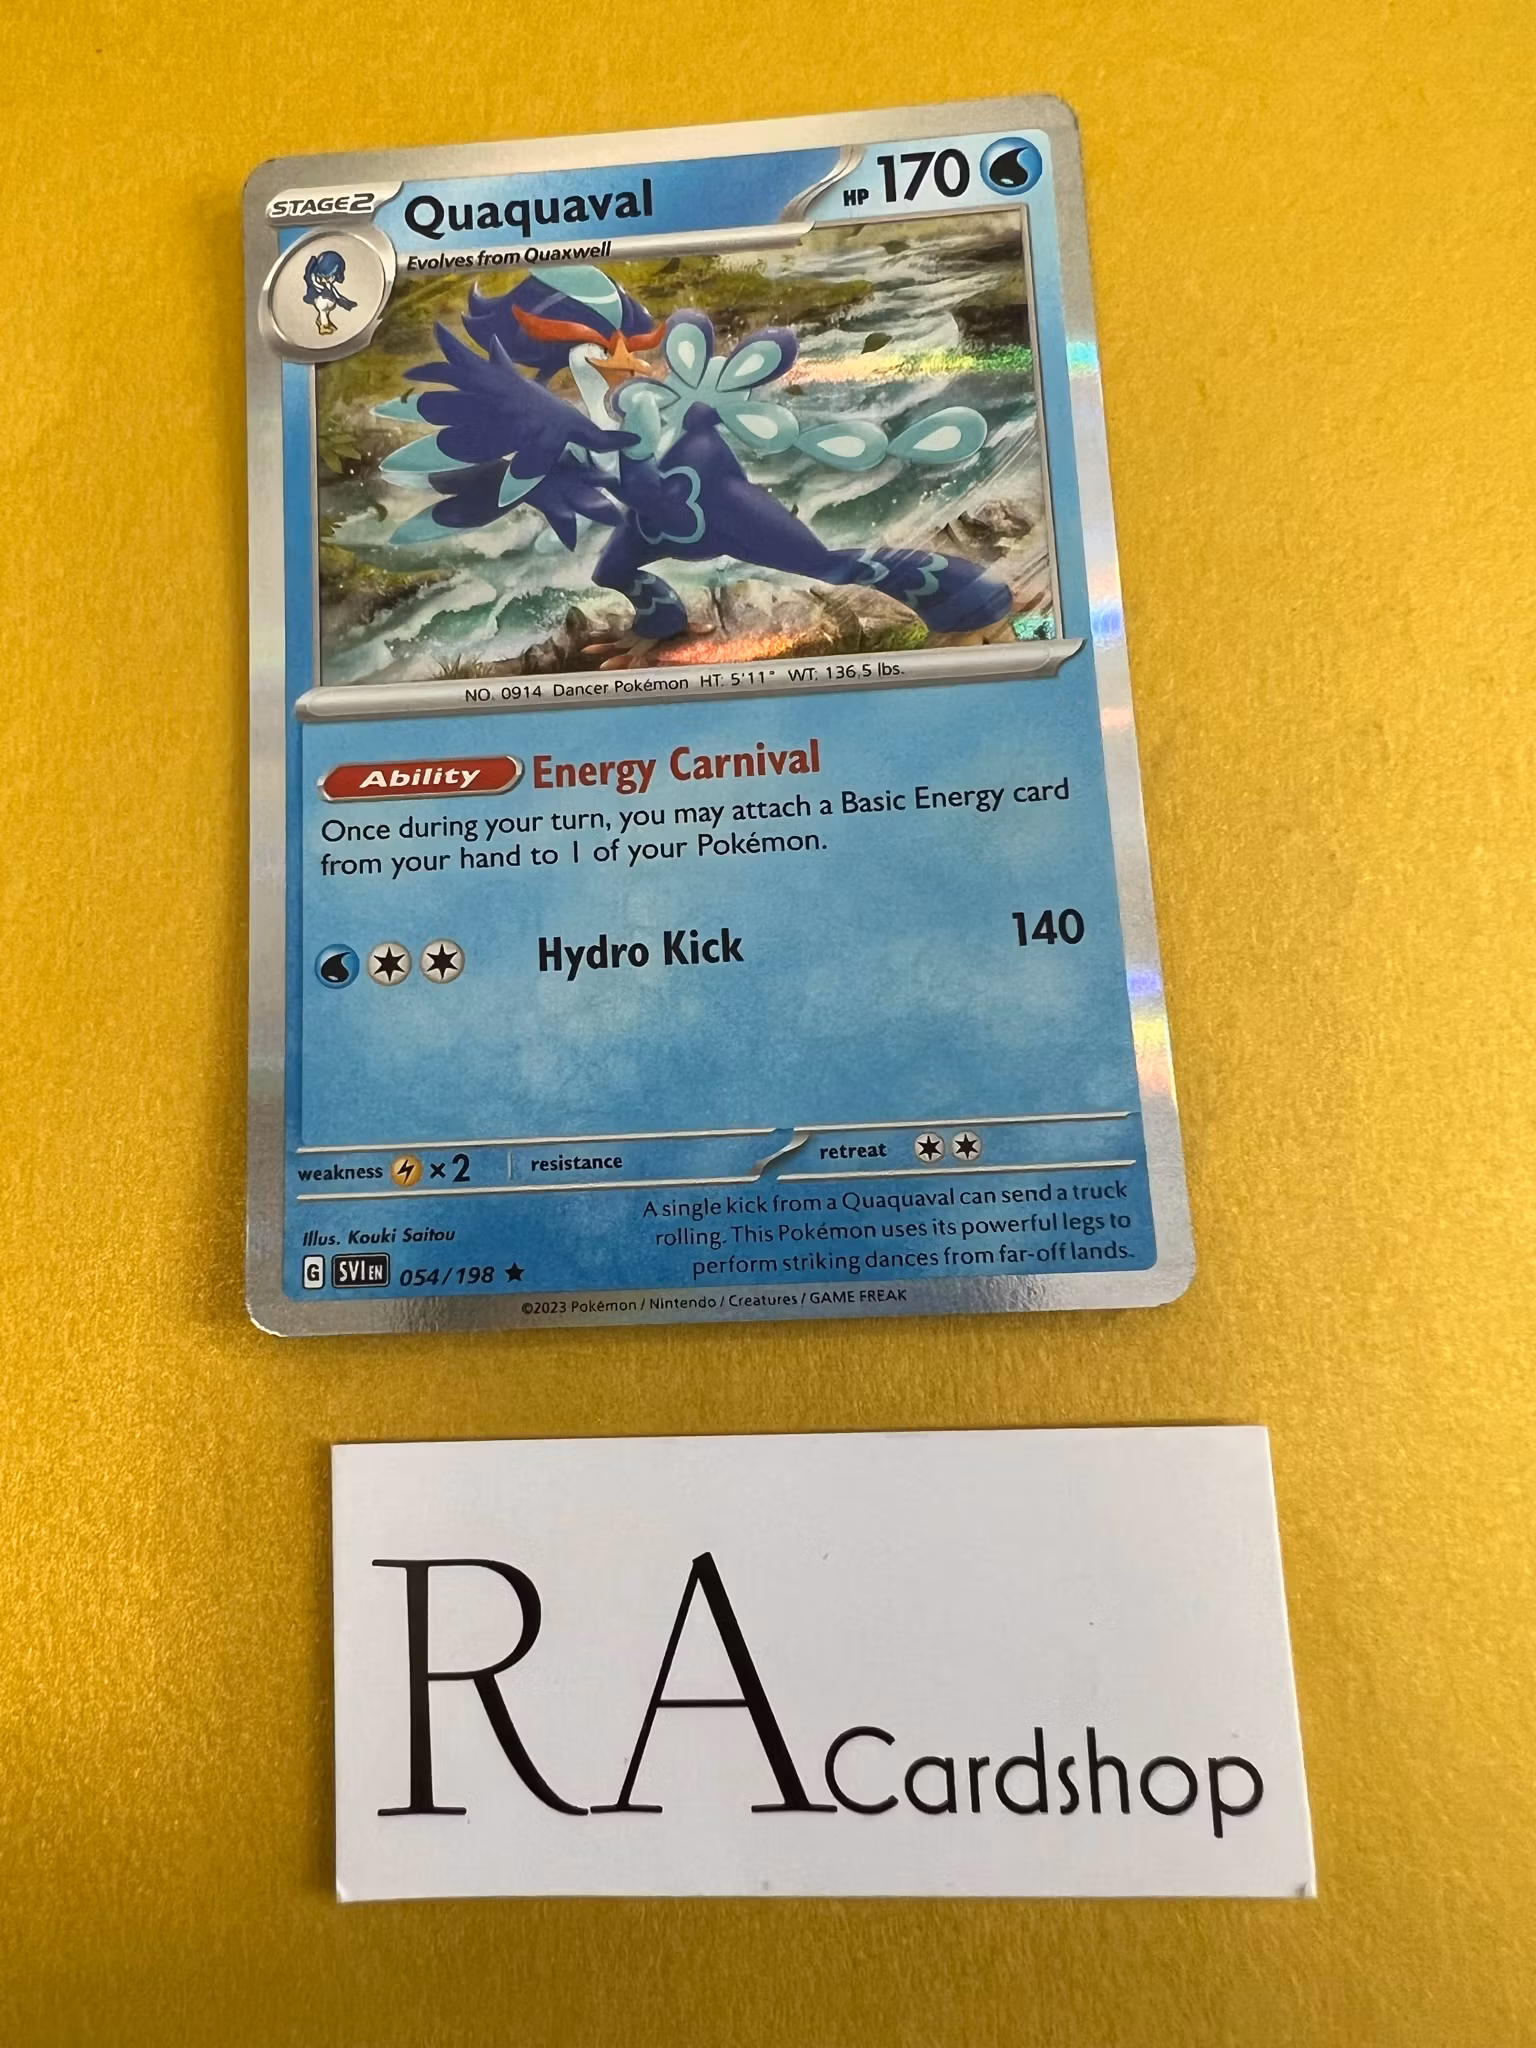 STAGE2 Quaquaval HP 170
Evolves from Quaxwell
NO. 0914 Dancer Pokémon HT: 5'11" WT: 136.5 lbs.
Ability Energy Carnival
Once during your turn, you may attach a Basic Energy card
from your hand to 1 of your Pokémon.
Hydro Kick 140
weakness ×2 resistance retreat
A single kick from a Quaquaval can send a truck
rolling. This Pokémon uses its powerful legs to
perform striking dances from far-off lands.
Illus. Kouki Saitou
G SVI EN 054/198 ★
©2023 Pokémon / Nintendo / Creatures / GAME FREAK
RA Cardshop